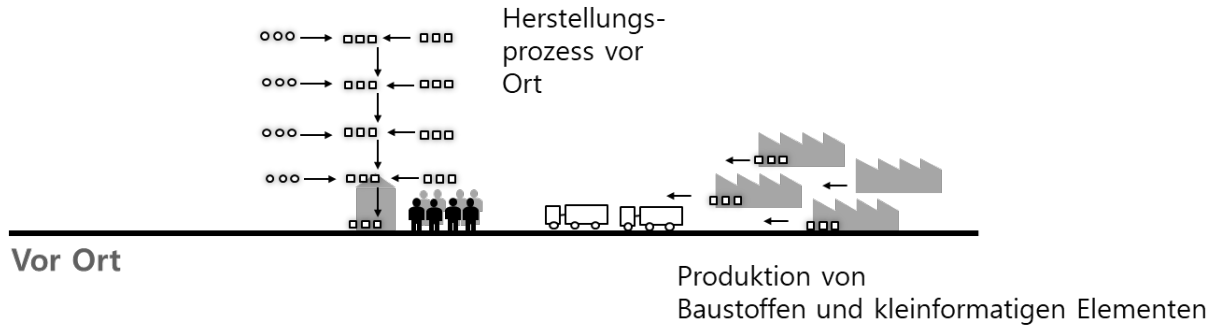 Herstellungs-
prozess vor
Ort
Vor Ort
Produktion von
Baustoffen und kleinformatigen Elementen